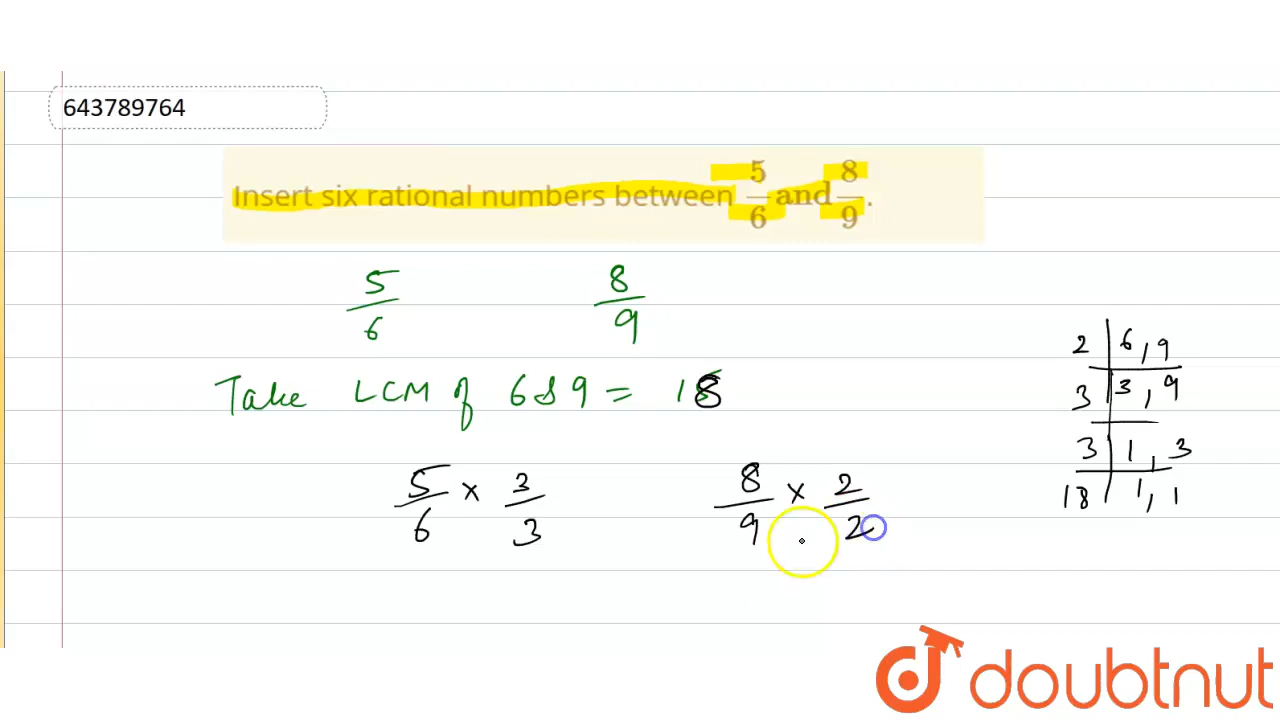 643789764
Insert six rational numbers between 5/6 and 8/9.
5/6 8/9
Take LCM of 6 & 9 = 18
5/6 × 3/3 8/9 × 2/2
2 | 6, 9
3 | 3, 9
3 | 1, 3
18 | 1, 1
doubtnut